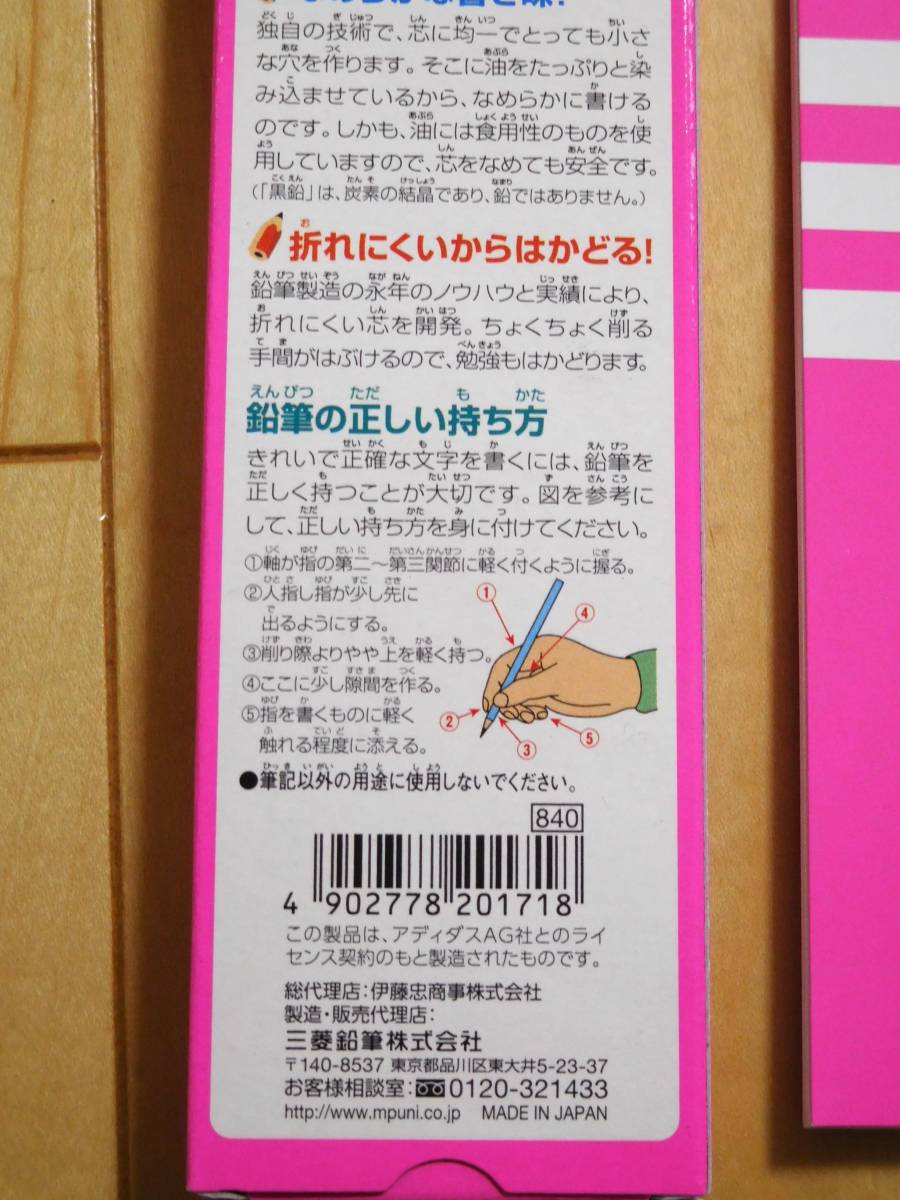 独自の技術で、芯に均一でとっても小さ
な穴を作ります。そこに油をたっぷりと染
み込ませているから、なめらかに書ける
のです。しかも、油には食用性のものを使
用していますので、芯をなめても安全です。
(「黒鉛」は、炭素の結晶であり、鉛ではありません。)
折れにくいからはかどる!
鉛筆製造の永年のノウハウと実績により、
折れにくい芯を開発。ちょくちょく削る
手間がはぶけるので、勉強もはかどります。
鉛筆の正しい持ち方
きれいで正確な文字を書くには、鉛筆を
正しく持つことが大切です。図を参考に
して、正しい持ち方を身に付けてください。
①軸が指の第二〜第三関節に軽く付くように握る。
②人指し指が少し先に
出るようにする。
③削り際よりやや上を軽く持つ。
④ここに少し隙間を作る。
⑤指を書くものに軽く
触れる程度に添える。
① ④ ② ③ ⑤
●筆記以外の用途に使用しないでください。
840
4 902778 201718
この製品は、アディダスAG社とのライ
センス契約のもと製造されたものです。
総代理店:伊藤忠商事株式会社
製造・販売代理店:
三菱鉛筆株式会社
〒140-8537 東京都品川区東大井5-23-37
お客様相談室:0120-321433
http://www.mpuni.co.jp MADE IN JAPAN